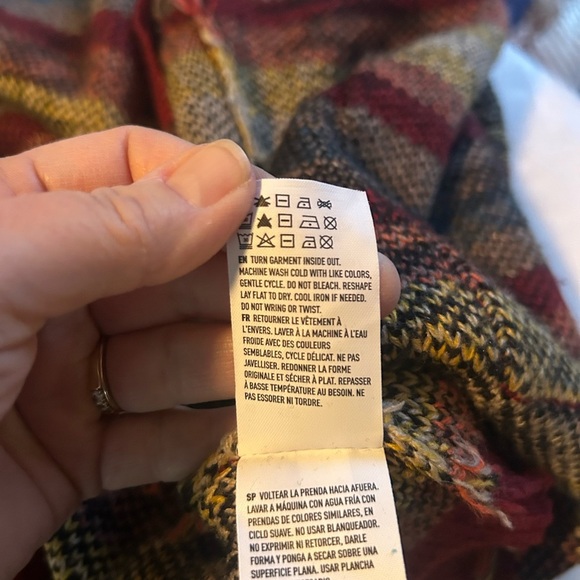 EN TURN GARMENT INSIDE OUT.
MACHINE WASH COLD WITH LIKE COLORS,
GENTLE CYCLE. DO NOT BLEACH. RESHAPE
LAY FLAT TO DRY. COOL IRON IF NEEDED.
DO NOT WRING OR TWIST.
FR RETOURNER LE VÊTEMENT À
L'ENVERS. LAVER À LA MACHINE À L'EAU
FROIDE AVEC DES COULEURS
SEMBLABLES, CYCLE DÉLICAT. NE PAS
JAVELLISER. REDONNER LA FORME
ORIGINALE ET SÉCHER À PLAT. REPASSER
À BASSE TEMPÉRATURE AU BESOIN. NE
PAS ESSORER NI TORDRE.
SP VOLTEAR LA PRENDA HACIA AFUERA.
LAVAR A MÁQUINA CON AGUA FRÍA CON
PRENDAS DE COLORES SIMILARES, EN
CICLO SUAVE. NO USAR BLANQUEADOR.
NO EXPRIMIR NI RETORCER, DARLE
FORMA Y PONGA A SECAR SOBRE UNA
SUPERFICIE PLANA. USAR PLANCHA